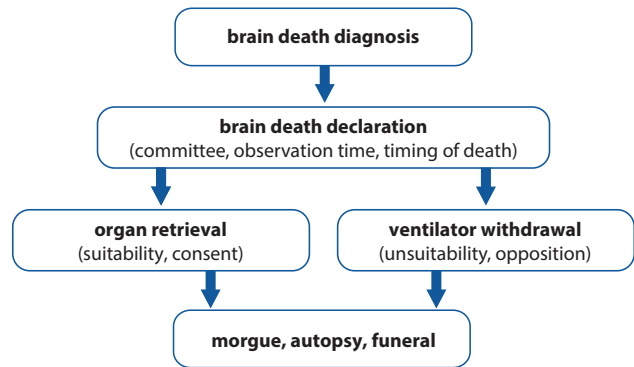 brain death diagnosis
brain death declaration
(committee, observation time, timing of death)
organ retrieval
(suitability, consent)
ventilator withdrawal
(unsuitability, opposition)
morgue, autopsy, funeral